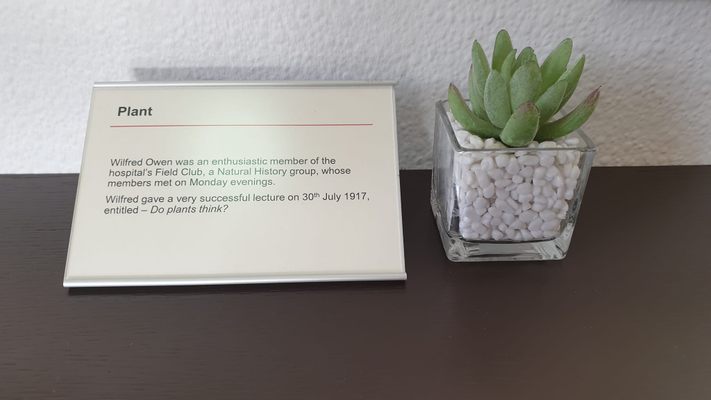 Plant
Wilfred Owen was an enthusiastic member of the
hospital's Field Club, a Natural History group, whose
members met on Monday evenings.
Wilfred gave a very successful lecture on 30th July 1917,
entitled – Do plants think?